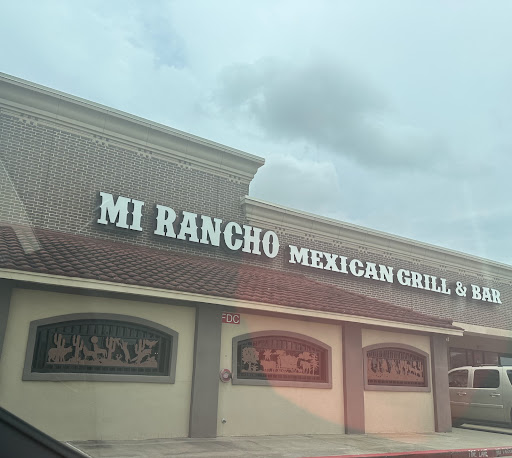 MI RANCHO MEXICAN GRILL & BAR
FDC